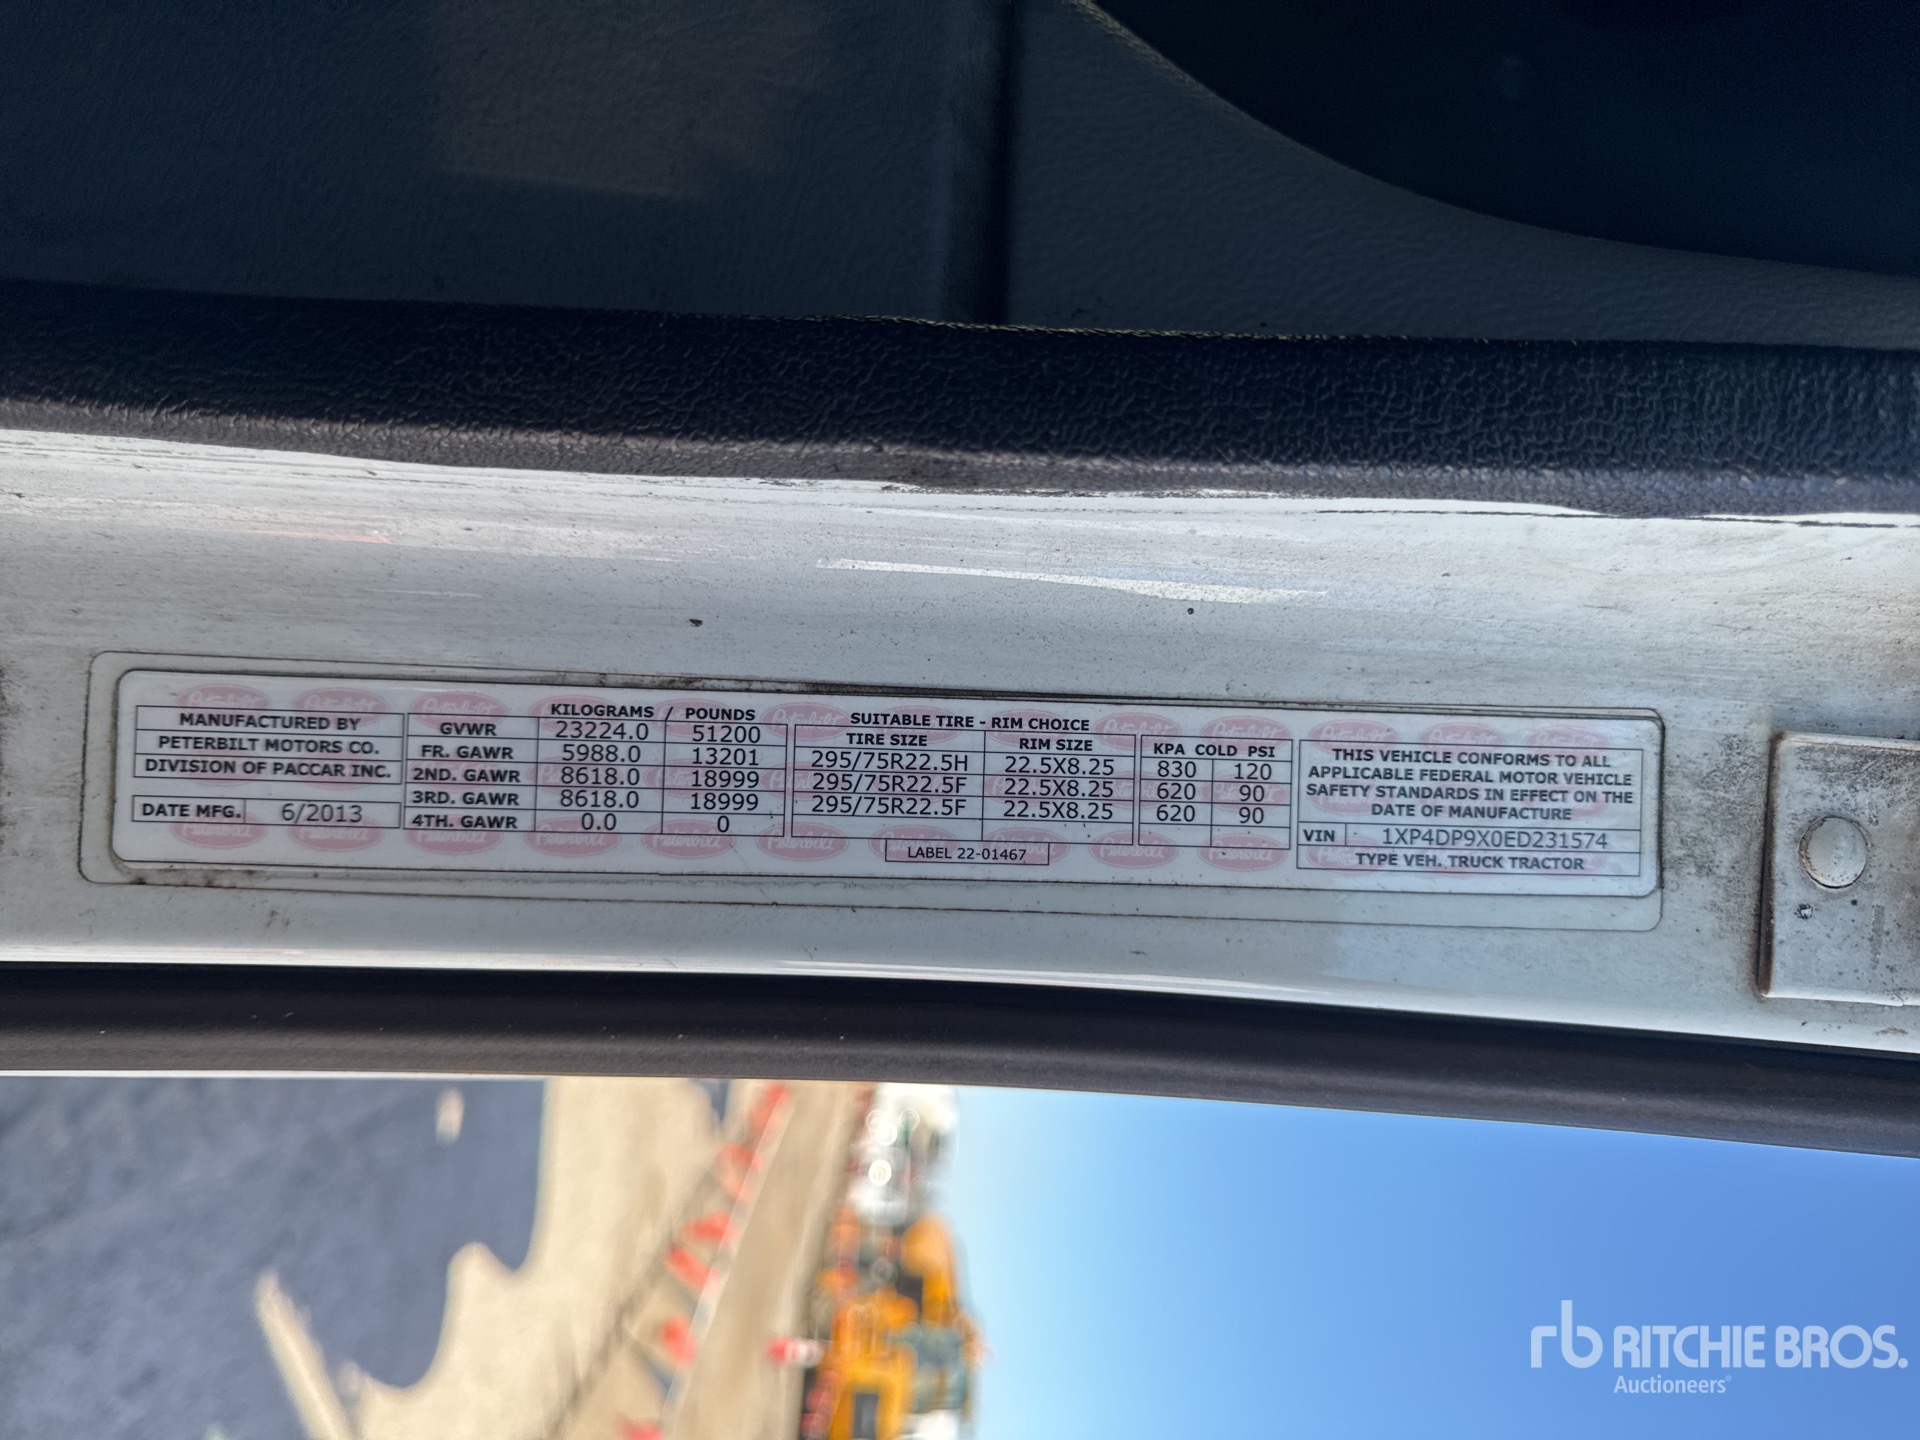 MANUFACTURED BY
PETERBILT MOTORS CO.
DIVISION OF PACCAR INC.
DATE MFG. 6/2013
KILOGRAMS / POUNDS
GVWR 23224.0 51200
FR. GAWR 5988.0 13201
2ND. GAWR 8618.0 18999
3RD. GAWR 8618.0 18999
4TH. GAWR 0.0 0
SUITABLE TIRE - RIM CHOICE
TIRE SIZE RIM SIZE
295/75R22.5H 22.5X8.25
295/75R22.5F 22.5X8.25
295/75R22.5F 22.5X8.25
KPA COLD PSI
830 120
620 90
620 90
LABEL 22-01467
THIS VEHICLE CONFORMS TO ALL
APPLICABLE FEDERAL MOTOR VEHICLE
SAFETY STANDARDS IN EFFECT ON THE
DATE OF MANUFACTURE
VIN 1XP4DP9X0ED231574
TYPE VEH. TRUCK TRACTOR
rb RITCHIE BROS.
Auctioneers